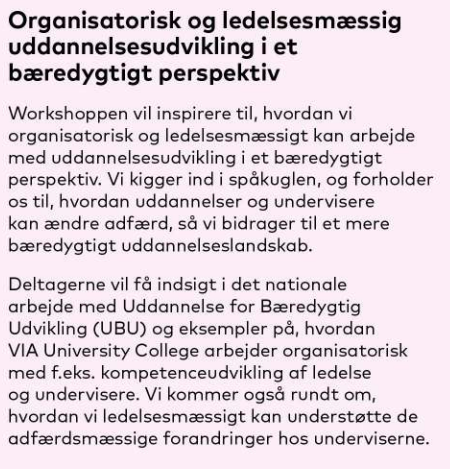 Organisatorisk og ledelsesmæssig
uddannelsesudvikling i et
bæredygtigt perspektiv
Workshoppen vil inspirere til, hvordan vi
organisatorisk og ledelsesmæssigt kan arbejde
med uddannelsesudvikling i et bæredygtigt
perspektiv. Vi kigger ind i spåkuglen, og forholder
os til, hvordan uddannelser og undervisere
kan ændre adfærd, så vi bidrager til et mere
bæredygtigt uddannelseslandskab.
Deltagerne vil få indsigt i det nationale
arbejde med Uddannelse for Bæredygtig
Udvikling (UBU) og eksempler på, hvordan
VIA University College arbejder organisatorisk
med f.eks. kompetenceudvikling af ledelse
og undervisere. Vi kommer også rundt om,
hvordan vi ledelsesmæssigt kan understøtte de
adfærdsmæssige forandringer hos underviserne.